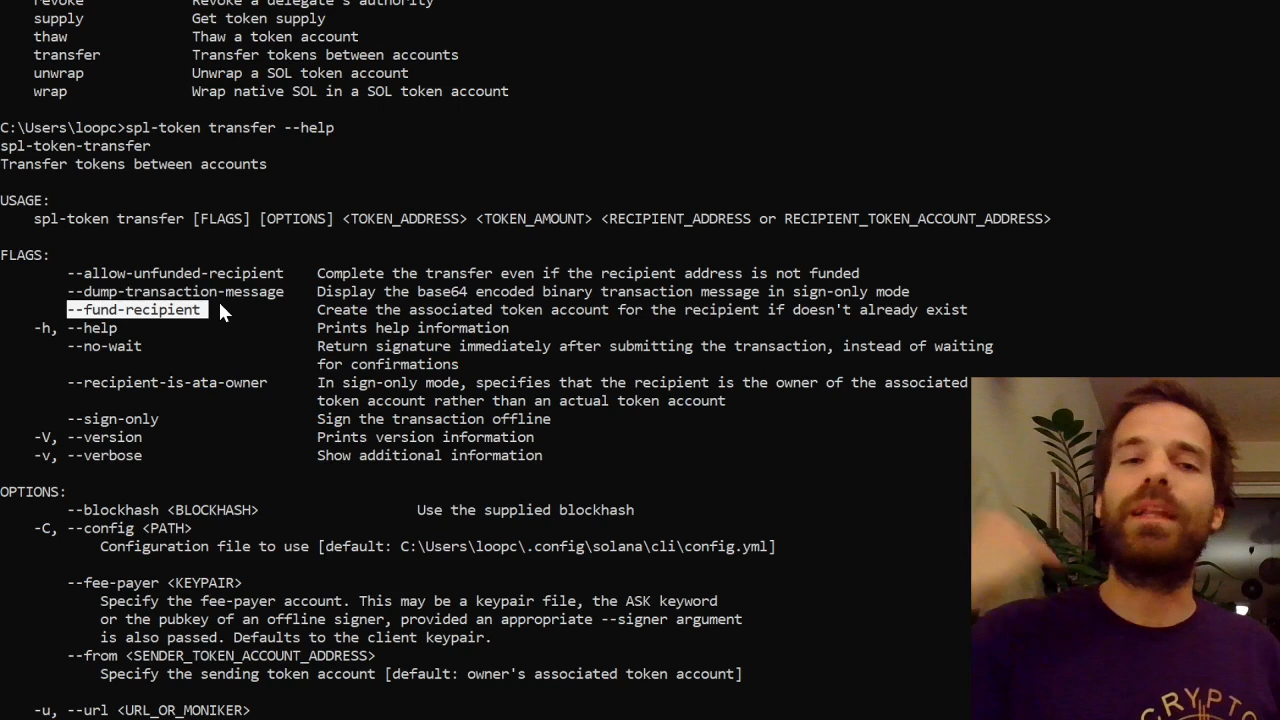 revoke Revoke a delegate's authority
supply Get token supply
thaw Thaw a token account
transfer Transfer tokens between accounts
unwrap Unwrap a SOL token account
wrap Wrap native SOL in a SOL token account
C:\Users\loopc>spl-token transfer --help
spl-token-transfer
Transfer tokens between accounts
USAGE:
spl-token transfer [FLAGS] [OPTIONS] <TOKEN_ADDRESS> <TOKEN_AMOUNT> <RECIPIENT_ADDRESS or RECIPIENT_TOKEN_ACCOUNT_ADDRESS>
FLAGS:
--allow-unfunded-recipient Complete the transfer even if the recipient address is not funded
--dump-transaction-message Display the base64 encoded binary transaction message in sign-only mode
--fund-recipient Create the associated token account for the recipient if doesn't already exist
-h, --help Prints help information
--no-wait Return signature immediately after submitting the transaction, instead of waiting
for confirmations
--recipient-is-ata-owner In sign-only mode, specifies that the recipient is the owner of the associated
token account rather than an actual token account
--sign-only Sign the transaction offline
-V, --version Prints version information
-v, --verbose Show additional information
OPTIONS:
--blockhash <BLOCKHASH> Use the supplied blockhash
-C, --config <PATH>
Configuration file to use [default: C:\Users\loopc\.config\solana\cli\config.yml]
--fee-payer <KEYPAIR>
Specify the fee-payer account. This may be a keypair file, the ASK keyword
or the pubkey of an offline signer, provided an appropriate --signer argument
is also passed. Defaults to the client keypair.
--from <SENDER_TOKEN_ACCOUNT_ADDRESS>
Specify the sending token account [default: owner's associated token account]
-u, --url <URL_OR_MONIKER>
CRYPTO